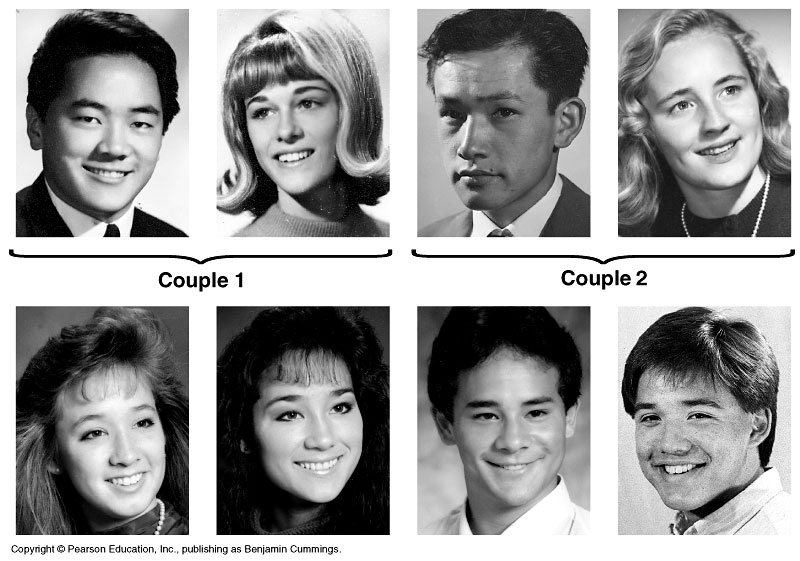 Couple 1
Couple 2
Copyright © Pearson Education, Inc., publishing as Benjamin Cummings.